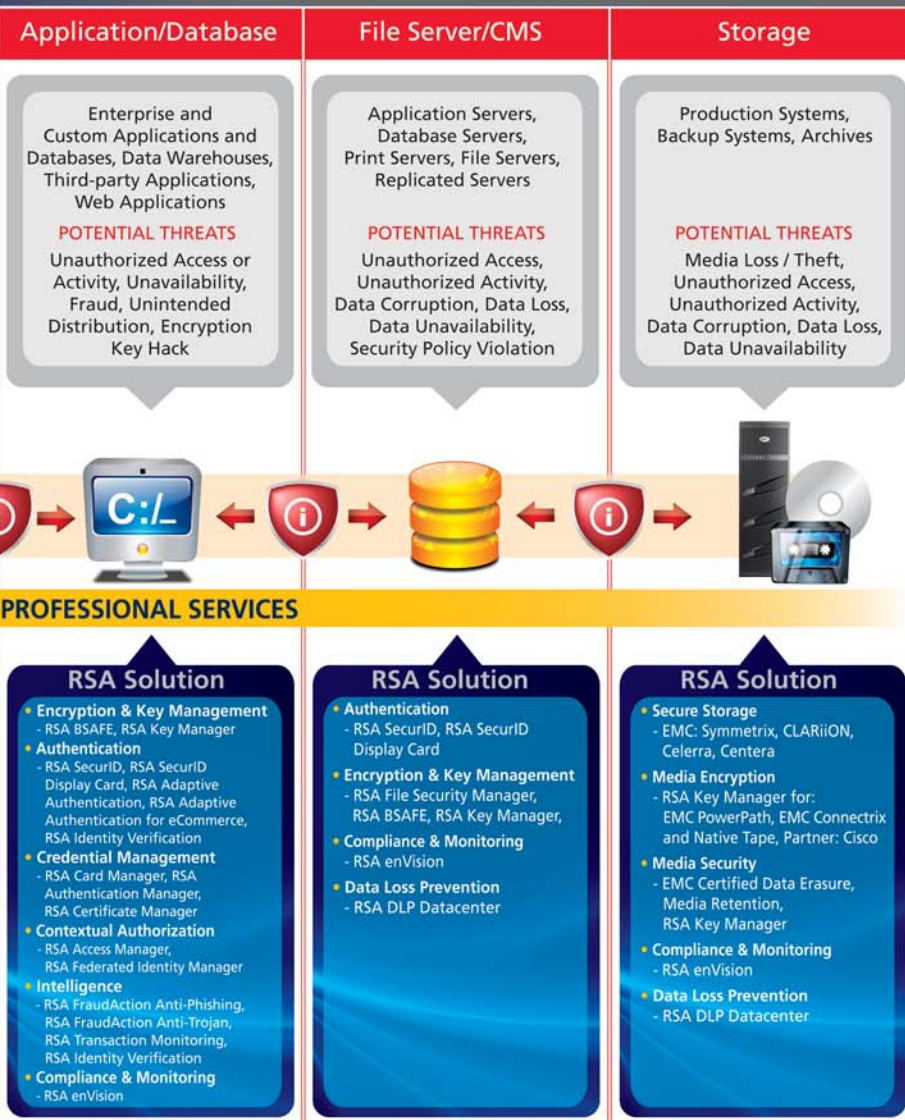 Application/Database
Enterprise and
Custom Applications and
Databases, Data Warehouses,
Third-party Applications,
Web Applications
POTENTIAL THREATS
Unauthorized Access or
Activity, Unavailability,
Fraud, Unintended
Distribution, Encryption
Key Hack
File Server/CMS
Application Servers,
Database Servers,
Print Servers, File Servers,
Replicated Servers
POTENTIAL THREATS
Unauthorized Access,
Unauthorized Activity,
Data Corruption, Data Loss,
Data Unavailability,
Security Policy Violation
Storage
Production Systems,
Backup Systems, Archives
POTENTIAL THREATS
Media Loss / Theft,
Unauthorized Access,
Unauthorized Activity,
Data Corruption, Data Loss,
Data Unavailability
C:/_
i
i
PROFESSIONAL SERVICES
RSA Solution
• Encryption & Key Management
- RSA BSAFE, RSA Key Manager
• Authentication
- RSA SecurID, RSA SecurID
Display Card, RSA Adaptive
Authentication, RSA Adaptive
Authentication for eCommerce,
RSA Identity Verification
• Credential Management
- RSA Card Manager, RSA
Authentication Manager,
RSA Certificate Manager
• Contextual Authorization
- RSA Access Manager,
RSA Federated Identity Manager
• Intelligence
- RSA FraudAction Anti-Phishing,
RSA FraudAction Anti-Trojan,
RSA Transaction Monitoring,
RSA Identity Verification
• Compliance & Monitoring
- RSA enVision
RSA Solution
• Authentication
- RSA SecurID, RSA SecurID
Display Card
• Encryption & Key Management
- RSA File Security Manager,
RSA BSAFE, RSA Key Manager,
• Compliance & Monitoring
- RSA enVision
• Data Loss Prevention
- RSA DLP Datacenter
RSA Solution
• Secure Storage
- EMC: Symmetrix, CLARiiON,
Celerra, Centera
• Media Encryption
- RSA Key Manager for:
EMC PowerPath, EMC Connectrix
and Native Tape, Partner: Cisco
• Media Security
- EMC Certified Data Erasure,
Media Retention,
RSA Key Manager
• Compliance & Monitoring
- RSA enVision
• Data Loss Prevention
- RSA DLP Datacenter